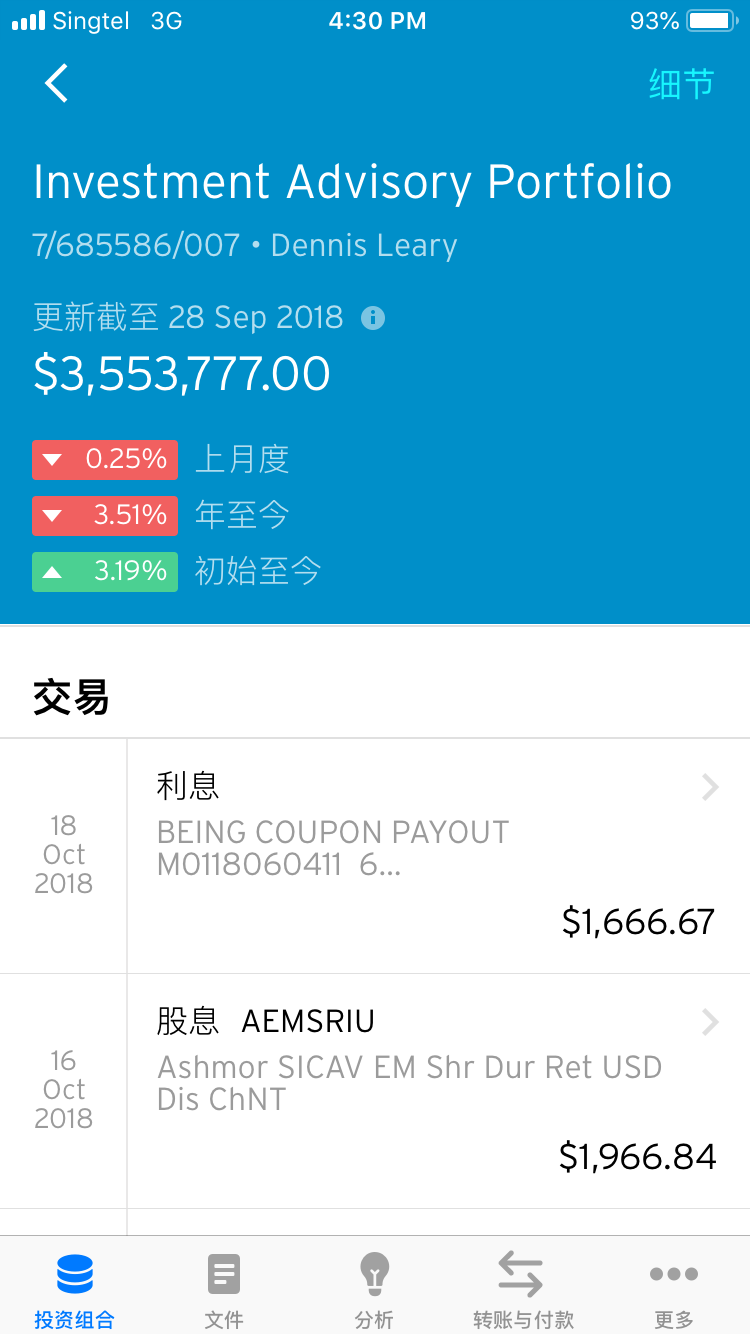 Singtel 3G 4:30 PM 93%
细节
Investment Advisory Portfolio
7/685586/007 • Dennis Leary
更新截至 28 Sep 2018
$3,553,777.00
0.25% 上月度
3.51% 年至今
3.19% 初始至今
交易
18
Oct
2018
利息
BEING COUPON PAYOUT
M0118060411 6...
$1,666.67
16
Oct
2018
股息 AEMSRIU
Ashmor SICAV EM Shr Dur Ret USD
Dis ChNT
$1,966.84
投资组合 文件 分析 转账与付款 更多